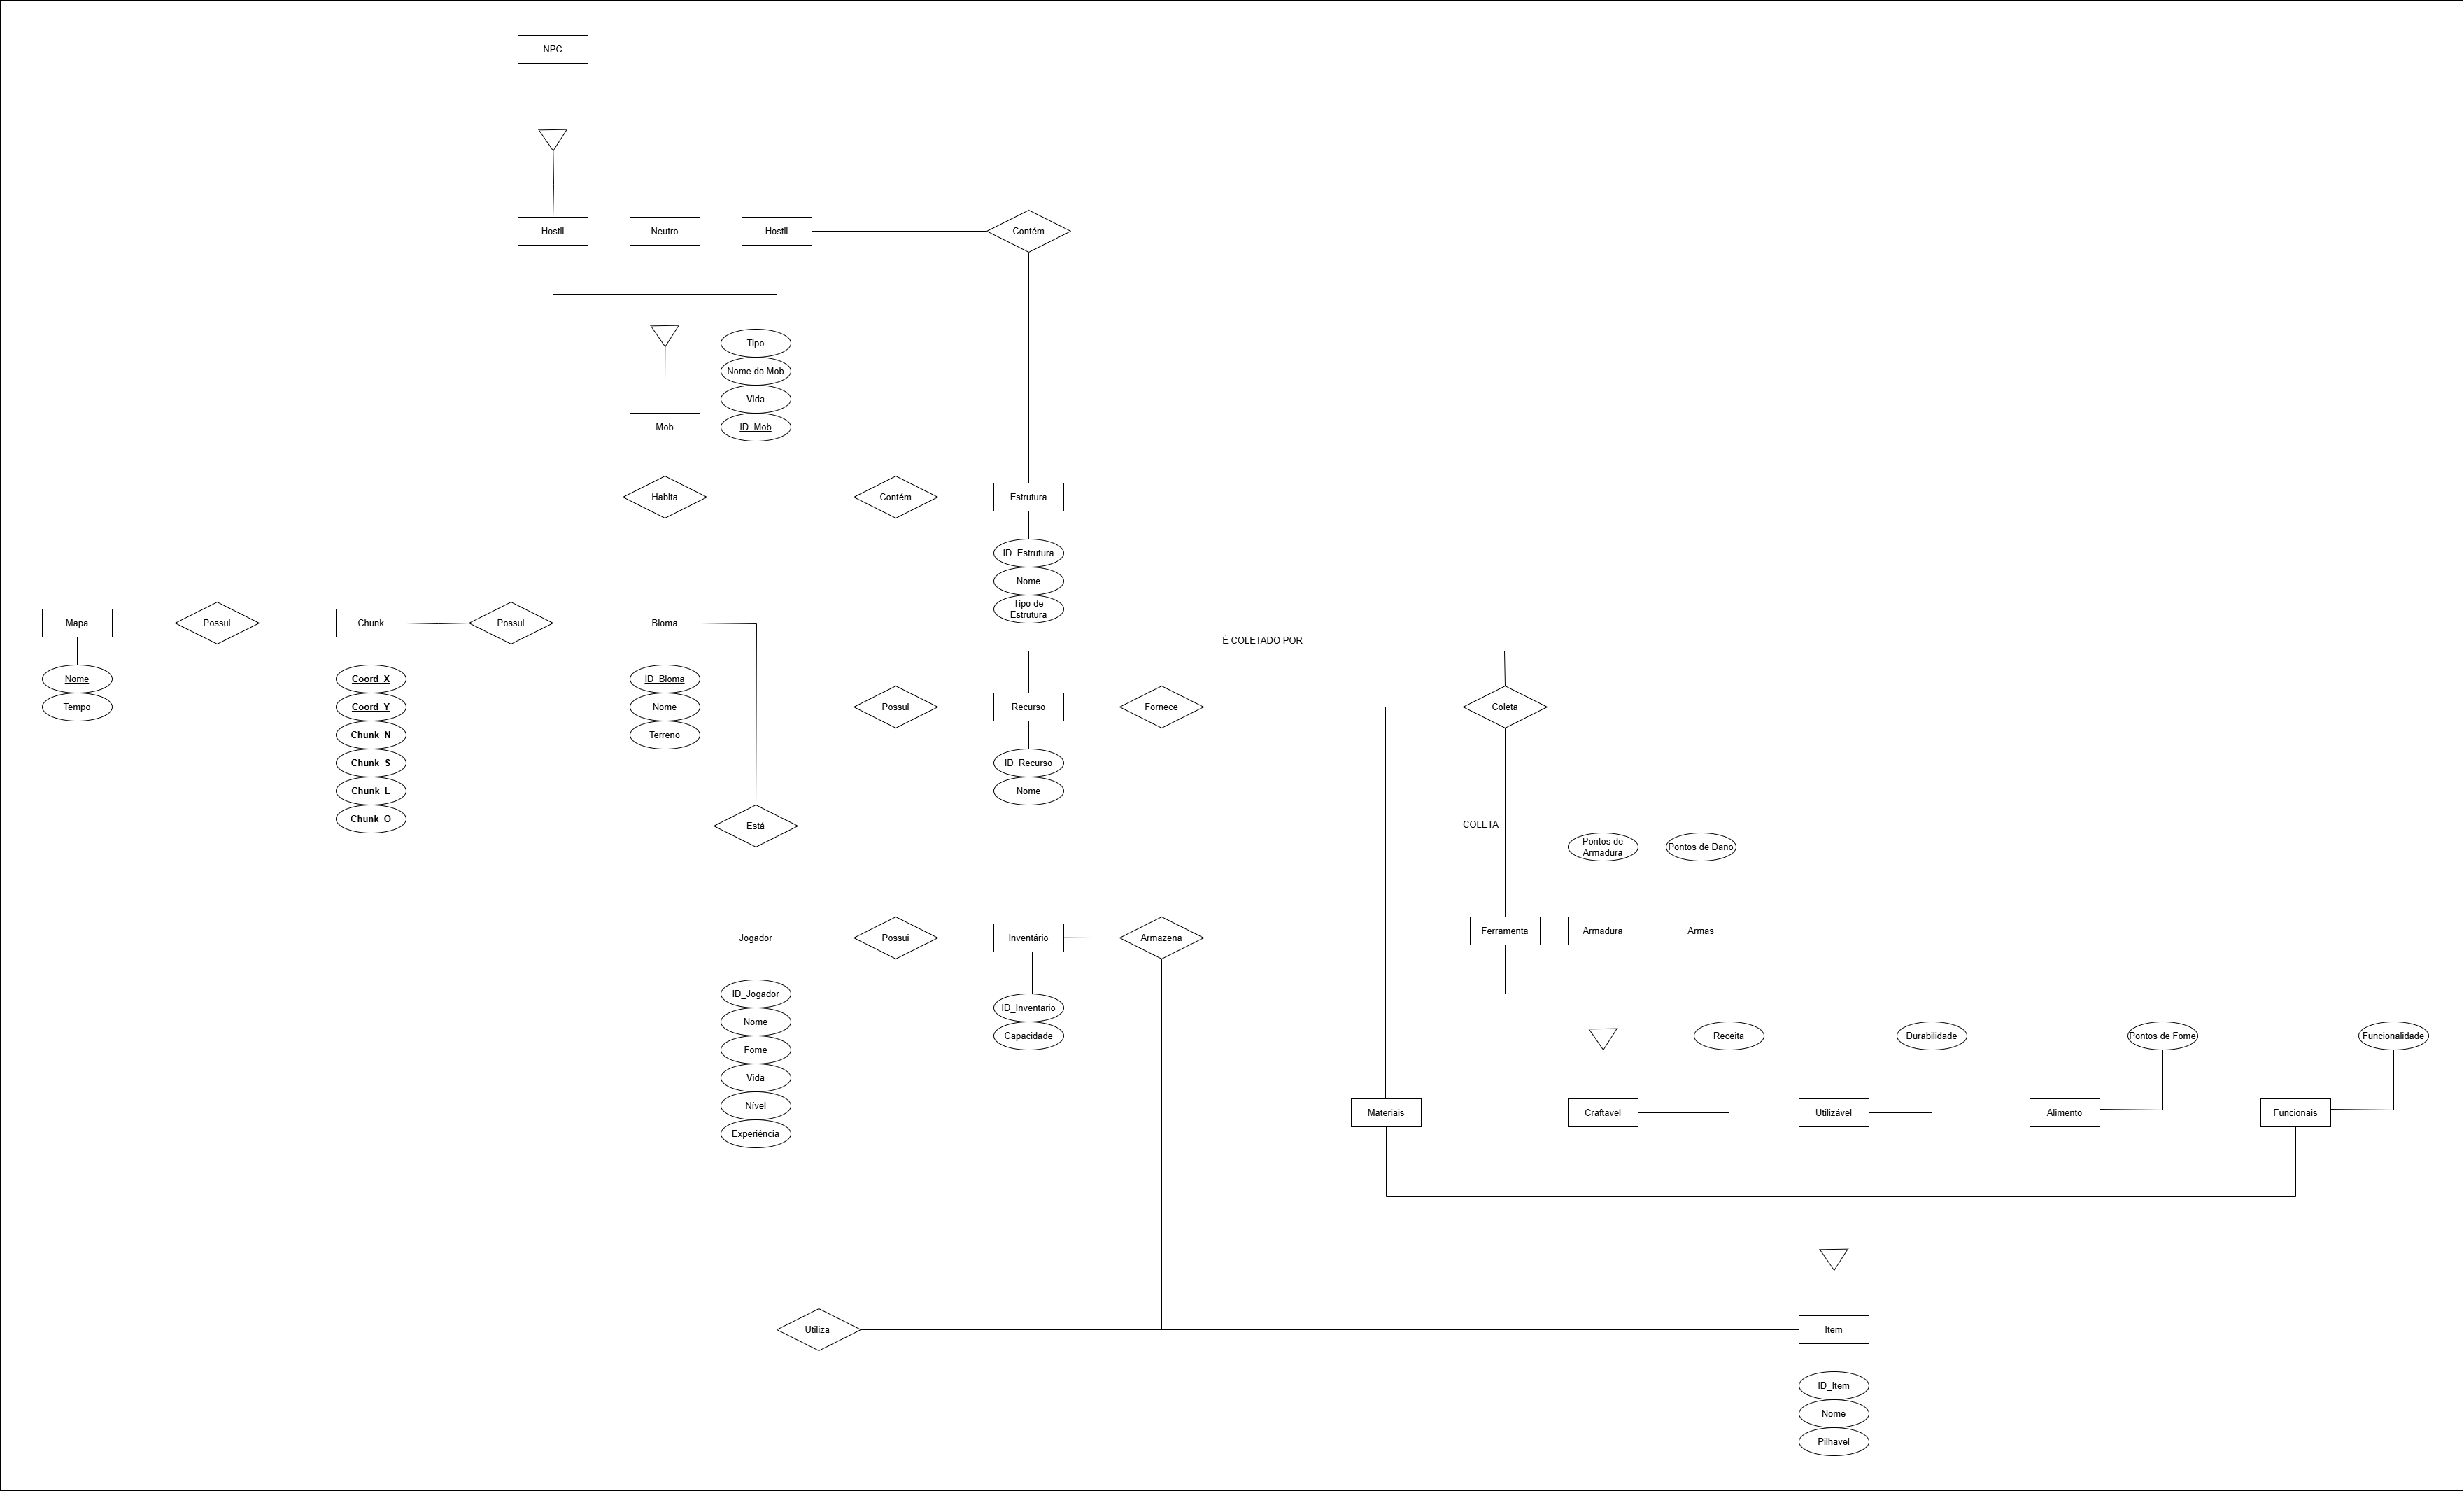 NPC
Hostil
Neutro
Hostil
Contém
Tipo
Nome do Mob
Vida
Mob
ID_Mob
Habita
Contém
Estrutura
ID_Estrutura
Nome
Tipo de
Estrutura
Mapa
Possui
Chunk
Possui
Bioma
É COLETADO POR
Nome
Tempo
Coord_X
Coord_Y
Chunk_N
Chunk_S
Chunk_L
Chunk_O
ID_Bioma
Nome
Terreno
Possui
Recurso
Fornece
Coleta
ID_Recurso
Nome
Está
COLETA
Pontos de
Armadura
Pontos de Dano
Jogador
Possui
Inventário
Armazena
Ferramenta
Armadura
Armas
ID_Jogador
Nome
Fome
Vida
Nível
Experiência
ID_Inventario
Capacidade
Receita
Durabilidade
Pontos de Fome
Funcionalidade
Materiais
Craftavel
Utilizável
Alimento
Funcionais
Utiliza
Item
ID_Item
Nome
Pilhavel